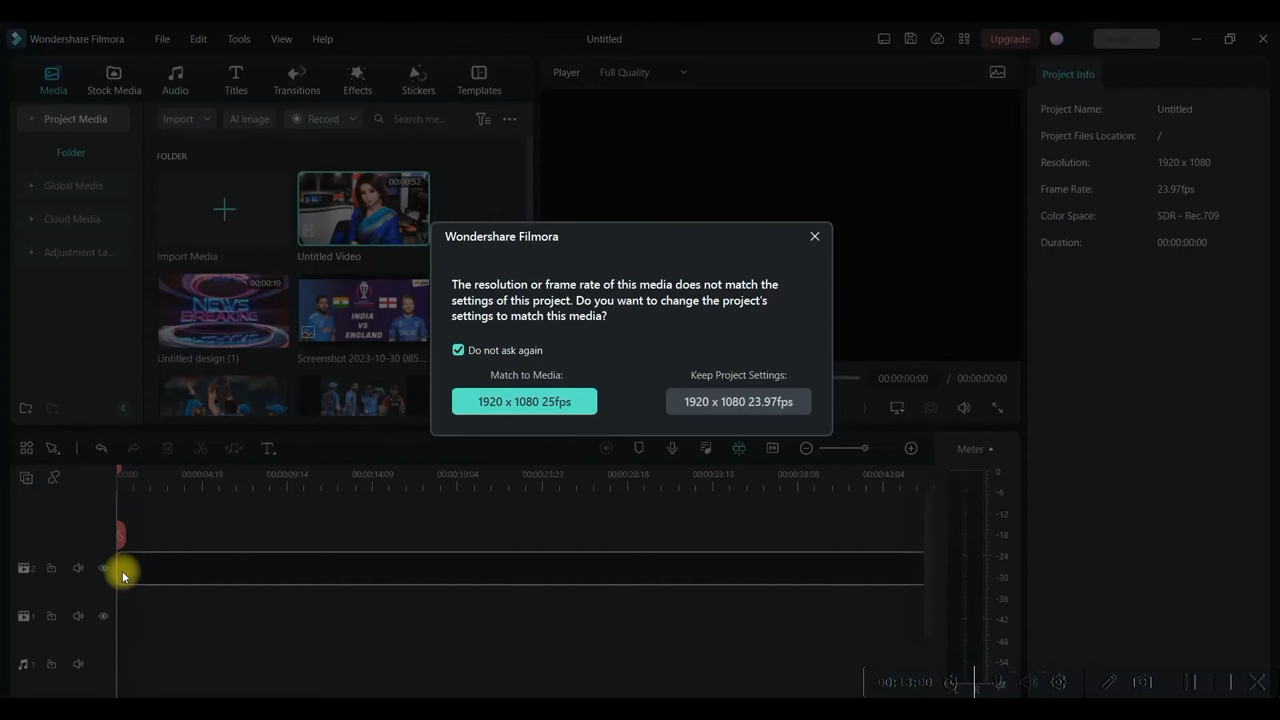 Wondershare Filmora
File
Edit
Tools
View
Help
Untitled
Upgrade
Media
Stock Media
Audio
Titles
Transitions
Effects
Stickers
Templates
Player
Full Quality
Project Info
Project Media
Import
AI Image
Record
Search me...
Folder
Global Media
Cloud Media
Adjustment La...
FOLDER
Import Media
00:00:52
Untitled Video
00:00:10
NEWS
BREAKING
Untitled design (1)
INDIA
VS
ENGLAND
Screenshot 2023-10-30 085...
Project Name:
Untitled
Project Files Location:
/
Resolution:
1920 x 1080
Frame Rate:
23.97fps
Color Space:
SDR - Rec.709
Duration:
00:00:00:00
Wondershare Filmora
The resolution or frame rate of this media does not match the
settings of this project. Do you want to change the project's
settings to match this media?
Do not ask again
Match to Media:
Keep Project Settings:
1920 x 1080 25fps
1920 x 1080 23.97fps
00:00:00:00 / 00:00:00:00
Meter
00:00
00:00:04:19
00:00:09:14
00:00:14:09
00:00:19:04
00:00:23:23
00:00:28:18
00:00:33:13
00:00:38:08
00:00:43:04
0
-6
-12
-18
-24
-30
-36
-42
-48
-54
2
1
1
00:13:00